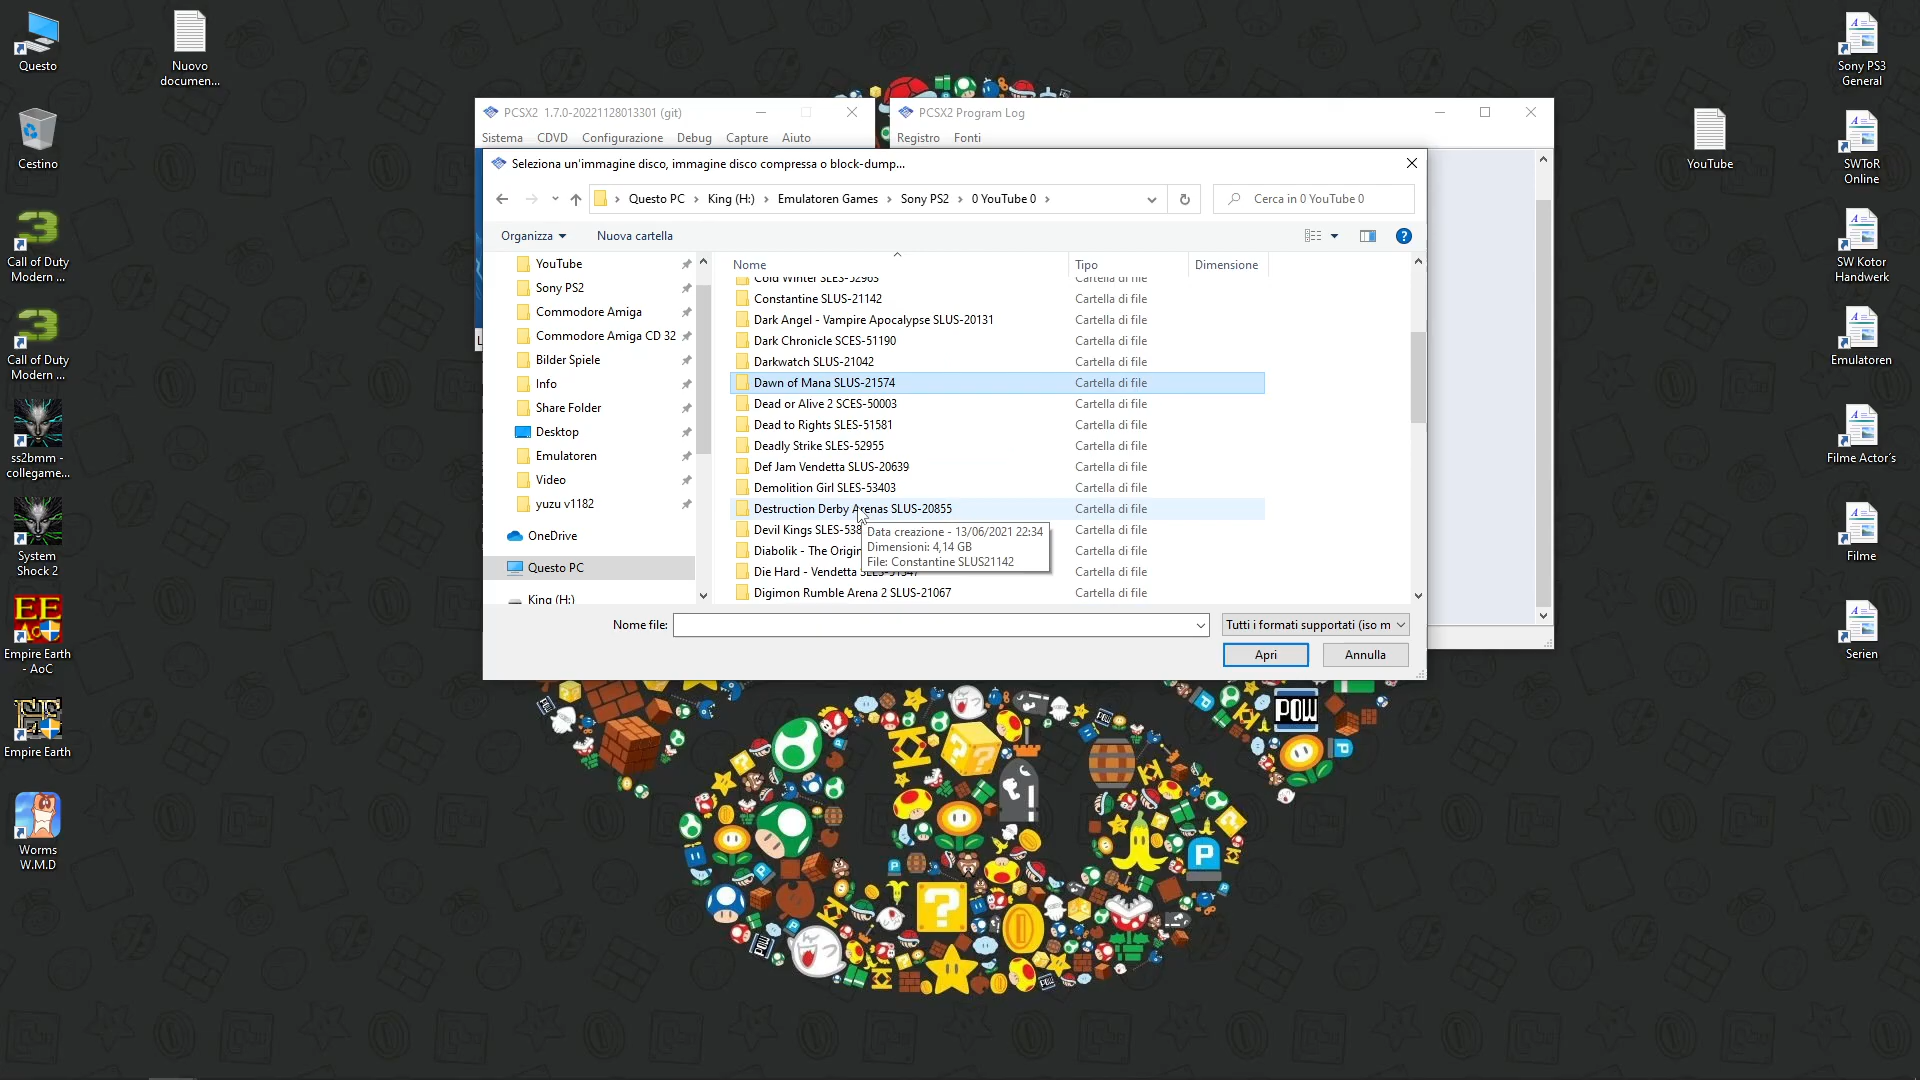 Questo
Nuovo
documen...
Cestino
Call of Duty
Modern ...
Call of Duty
Modern ...
ss2bmm -
collegame...
System
Shock 2
Empire Earth
- AoC
Empire Earth
Worms
W.M.D
PCSX2 1.7.0-20221128013301 (git)
Sistema CDVD Configurazione Debug Capture Aiuto
PCSX2 Program Log
Registro Fonti
Seleziona un'immagine disco, immagine disco compressa o block-dump...
Questo PC › King (H:) › Emulatoren Games › Sony PS2 › 0 YouTube 0 ›
Cerca in 0 YouTube 0
Organizza Nuova cartella
YouTube
Sony PS2
Commodore Amiga
Commodore Amiga CD 32
Bilder Spiele
Info
Share Folder
Desktop
Emulatoren
Video
yuzu v1182
OneDrive
Questo PC
King (H:)
Nome Tipo Dimensione
Cold Winter SLES-52963 Cartella di file
Constantine SLUS-21142 Cartella di file
Dark Angel - Vampire Apocalypse SLUS-20131 Cartella di file
Dark Chronicle SCES-51190 Cartella di file
Darkwatch SLUS-21042 Cartella di file
Dawn of Mana SLUS-21574 Cartella di file
Dead or Alive 2 SCES-50003 Cartella di file
Dead to Rights SLES-51581 Cartella di file
Deadly Strike SLES-52955 Cartella di file
Def Jam Vendetta SLUS-20639 Cartella di file
Demolition Girl SLES-53403 Cartella di file
Destruction Derby Arenas SLUS-20855 Cartella di file
Devil Kings SLES-538 Cartella di file
Diabolik - The Origin Cartella di file
Die Hard - Vendetta Cartella di file
Digimon Rumble Arena 2 SLUS-21067 Cartella di file
Data creazione - 13/06/2021 22:34
Dimensioni: 4,14 GB
File: Constantine SLUS21142
Nome file: Tutti i formati supportati (iso m
Apri Annulla
YouTube
Sony PS3
General
SWToR
Online
SW Kotor
Handwerk
Emulatoren
Filme Actor's
Filme
Serien
POW
P